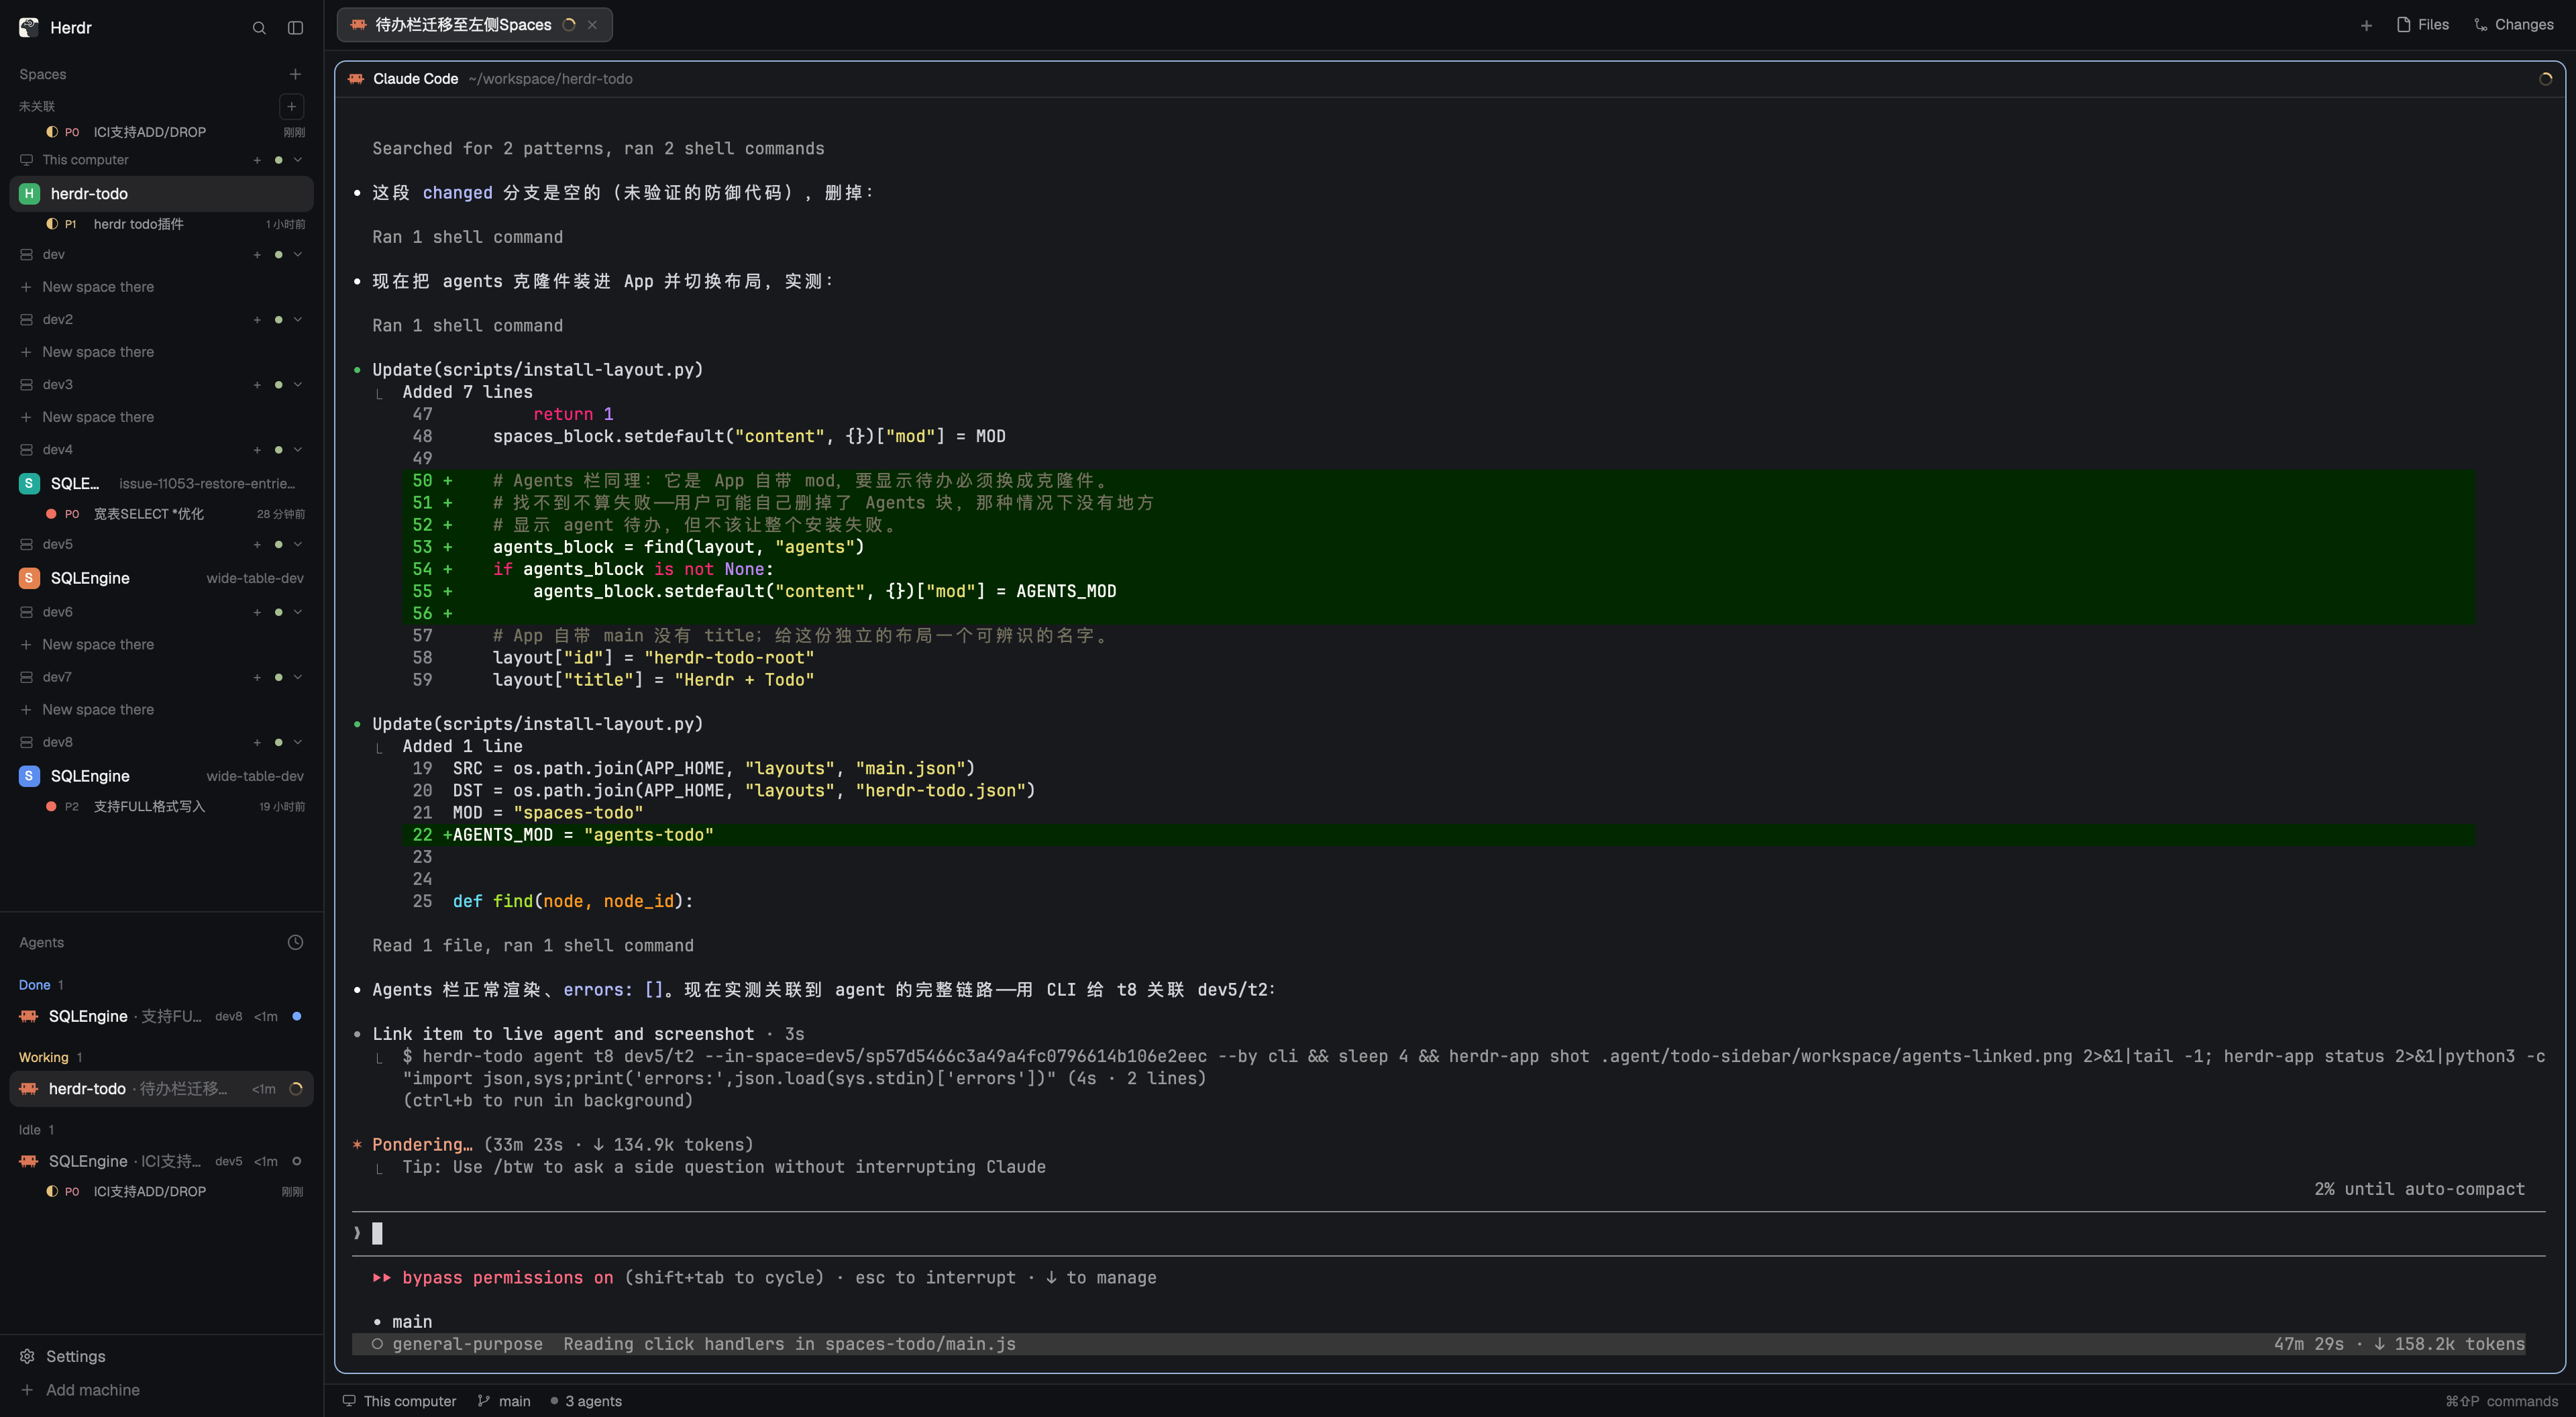 Herdr
Spaces
未关联
P0 ICI支持ADD/DROP 刚刚
This computer
H herdr-todo
P1 herdr todo插件 1 小时前
dev
New space there
dev2
New space there
dev3
New space there
dev4
S SQLE... issue-11053-restore-entrie...
P0 宽表SELECT *优化 28 分钟前
dev5
S SQLEngine wide-table-dev
dev6
New space there
dev7
New space there
dev8
S SQLEngine wide-table-dev
P2 支持FULL格式写入 19 小时前
Agents
Done 1
SQLEngine · 支持FU... dev8 <1m
Working 1
herdr-todo · 待办栏迁移... <1m
Idle 1
SQLEngine · ICI支持... dev5 <1m
P0 ICI支持ADD/DROP 刚刚
Settings
+ Add machine
待办栏迁移至左侧Spaces
Files Changes
Claude Code ~/workspace/herdr-todo
Searched for 2 patterns, ran 2 shell commands
• 这段 changed 分支是空的（未验证的防御代码），删掉：
Ran 1 shell command
• 现在把 agents 克隆件装进 App 并切换布局，实测：
Ran 1 shell command
• Update(scripts/install-layout.py)
Added 7 lines
47 return 1
48 spaces_block.setdefault("content", {})["mod"] = MOD
49
50 + # Agents 栏同理：它是 App 自带 mod，要显示待办必须换成克隆件。
51 + # 找不到不算失败——用户可能自己删掉了 Agents 块，那种情况下没有地方
52 + # 显示 agent 待办，但不该让整个安装失败。
53 + agents_block = find(layout, "agents")
54 + if agents_block is not None:
55 + agents_block.setdefault("content", {})["mod"] = AGENTS_MOD
56 +
57 # App 自带 main 没有 title；给这份独立的布局一个可辨识的名字。
58 layout["id"] = "herdr-todo-root"
59 layout["title"] = "Herdr + Todo"
• Update(scripts/install-layout.py)
Added 1 line
19 SRC = os.path.join(APP_HOME, "layouts", "main.json")
20 DST = os.path.join(APP_HOME, "layouts", "herdr-todo.json")
21 MOD = "spaces-todo"
22 +AGENTS_MOD = "agents-todo"
23
24
25 def find(node, node_id):
Read 1 file, ran 1 shell command
• Agents 栏正常渲染、errors: []。现在实测关联到 agent 的完整链路——用 CLI 给 t8 关联 dev5/t2：
• Link item to live agent and screenshot · 3s
$ herdr-todo agent t8 dev5/t2 --in-space=dev5/sp57d5466c3a49a4fc0796614b106e2eec --by cli && sleep 4 && herdr-app shot .agent/todo-sidebar/workspace/agents-linked.png 2>&1|tail -1; herdr-app status 2>&1|python3 -c
"import json,sys;print('errors:',json.load(sys.stdin)['errors'])" (4s · 2 lines)
(ctrl+b to run in background)
✶ Pondering… (33m 23s · ↓ 134.9k tokens)
Tip: Use /btw to ask a side question without interrupting Claude
2% until auto-compact
❯
▶▶ bypass permissions on (shift+tab to cycle) · esc to interrupt · ↓ to manage
• main
○ general-purpose Reading click handlers in spaces-todo/main.js 47m 29s · ↓ 158.2k tokens
This computer main 3 agents ⌘⇧P commands